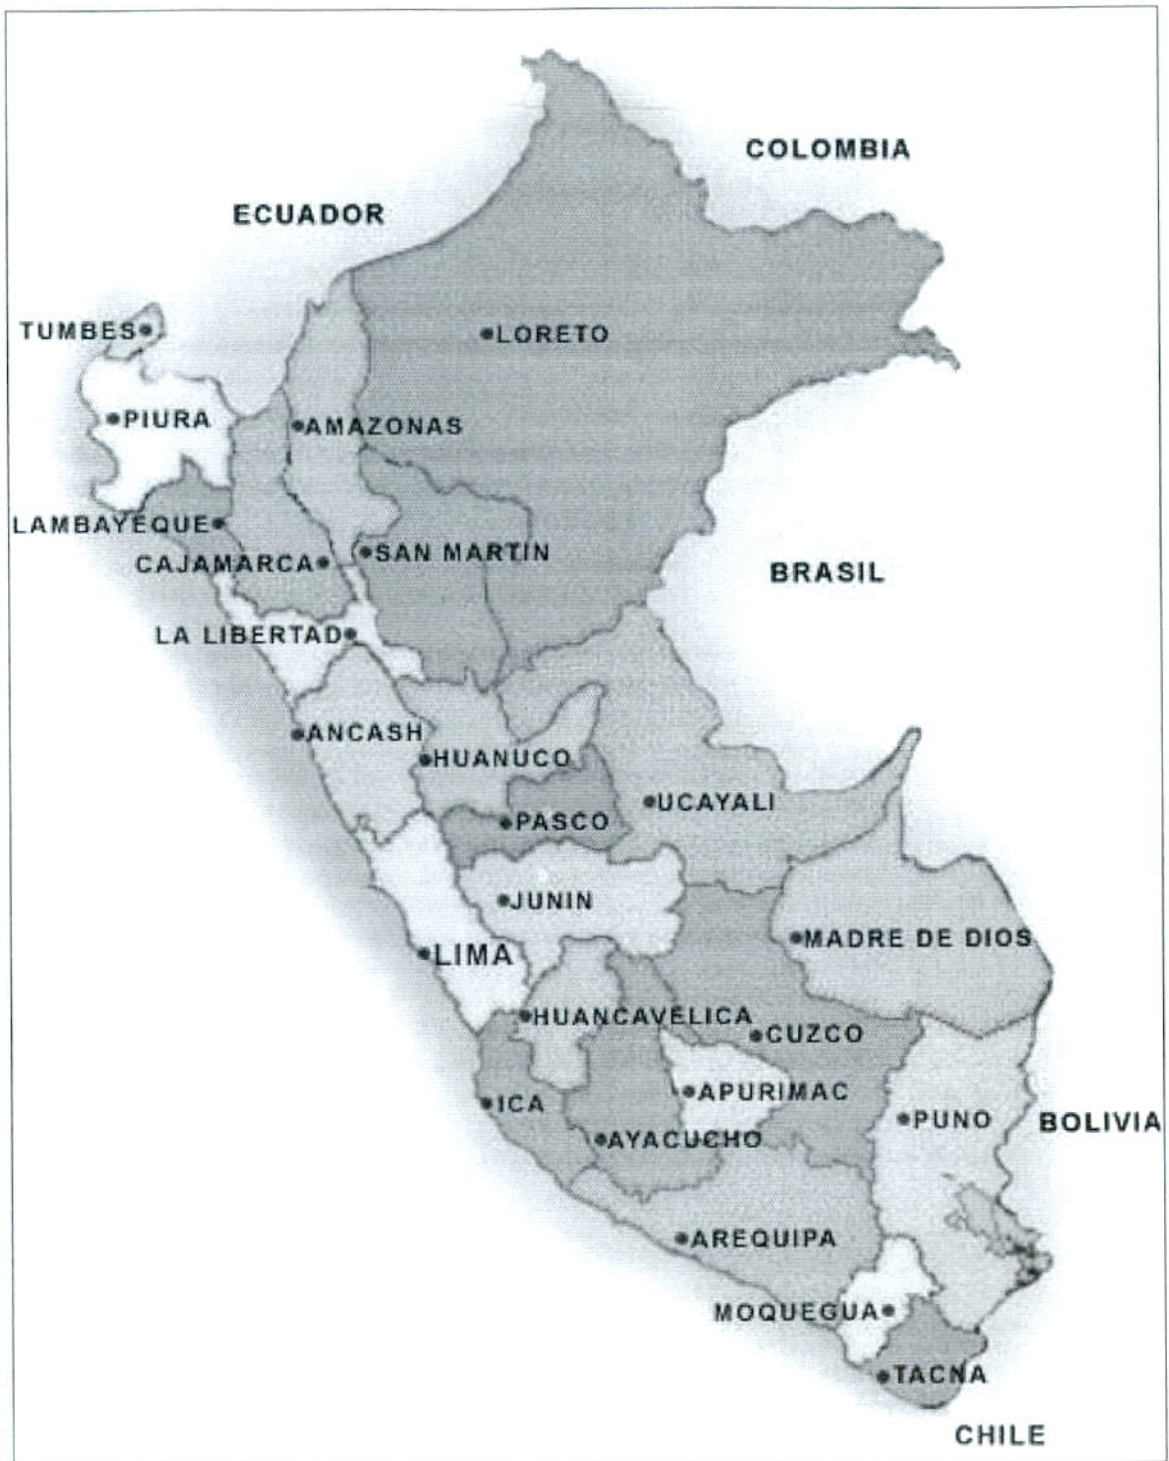 COLOMBIA
ECUADOR
TUMBES
LORETO
PIURA
AMAZONAS
LAMBAYEQUE
SAN MARTIN
CAJAMARCA
BRASIL
LA LIBERTAD
ANCASH
HUANUCO
UCAYALI
PASCO
JUNIN
MADRE DE DIOS
LIMA
HUANCAVELICA
CUZCO
APURIMAC
ICA
PUNO
BOLIVIA
AYACUCHO
AREQUIPA
MOQUEGUA
TACNA
CHILE